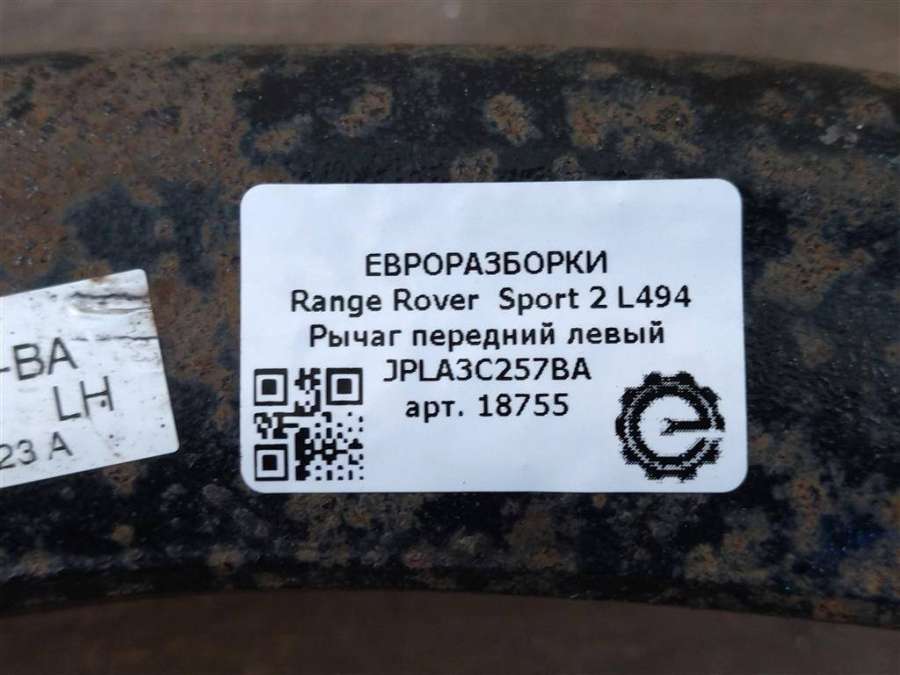 ЕВРОРАЗБОРКИ
Range Rover Sport 2 L494
Рычаг передний левый
JPLA3C257BA
арт. 18755
-BA
LH
23 A